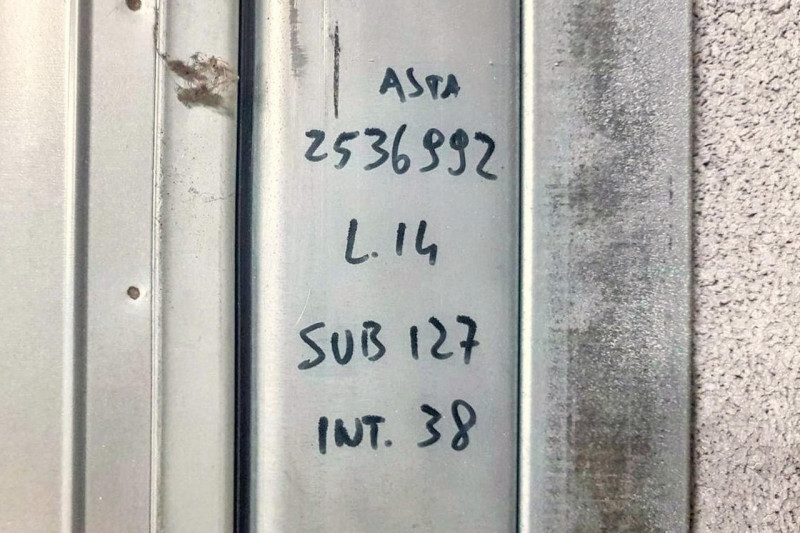 ASTA
2536992
L. 14
SUB 127
INT. 38